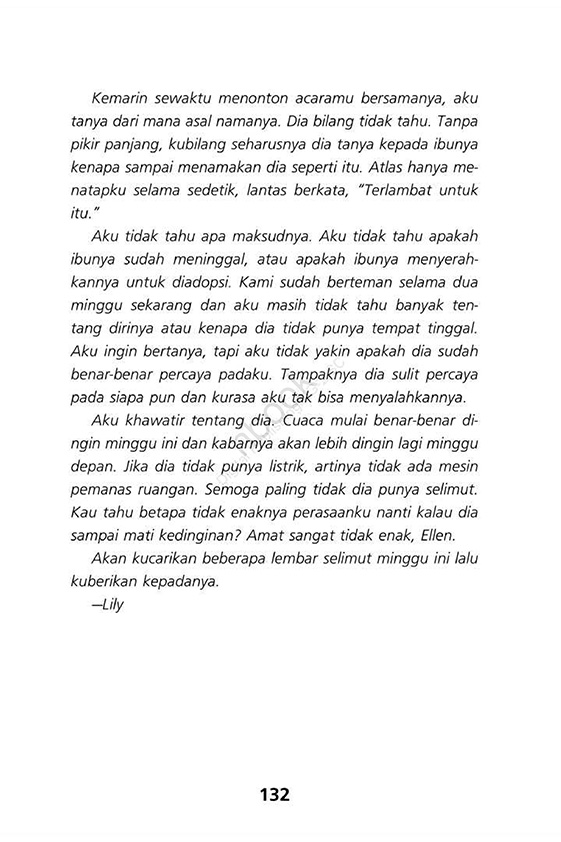 Kemarin sewaktu menonton acaramu bersamanya, aku
tanya dari mana asal namanya. Dia bilang tidak tahu. Tanpa
pikir panjang, kubilang seharusnya dia tanya kepada ibunya
kenapa sampai menamakan dia seperti itu. Atlas hanya me-
natapku selama sedetik, lantas berkata, “Terlambat untuk
itu.”
Aku tidak tahu apa maksudnya. Aku tidak tahu apakah
ibunya sudah meninggal, atau apakah ibunya menyerah-
kannya untuk diadopsi. Kami sudah berteman selama dua
minggu sekarang dan aku masih tidak tahu banyak ten-
tang dirinya atau kenapa dia tidak punya tempat tinggal.
Aku ingin bertanya, tapi aku tidak yakin apakah dia sudah
benar-benar percaya padaku. Tampaknya dia sulit percaya
pada siapa pun dan kurasa aku tak bisa menyalahkannya.
Aku khawatir tentang dia. Cuaca mulai benar-benar di-
ngin minggu ini dan kabarnya akan lebih dingin lagi minggu
depan. Jika dia tidak punya listrik, artinya tidak ada mesin
pemanas ruangan. Semoga paling tidak dia punya selimut.
Kau tahu betapa tidak enaknya perasaanku nanti kalau dia
sampai mati kedinginan? Amat sangat tidak enak, Ellen.
Akan kucarikan beberapa lembar selimut minggu ini lalu
kuberikan kepadanya.
—Lily
132